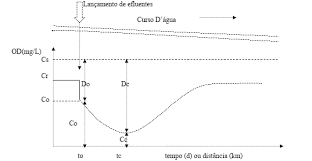 Lançamento de efluentes
Curso D'água
OD(mg/L)
Cs
Cr
Do
Dc
Co
Co
Cc
to
tc
tempo (d) ou distância (km)